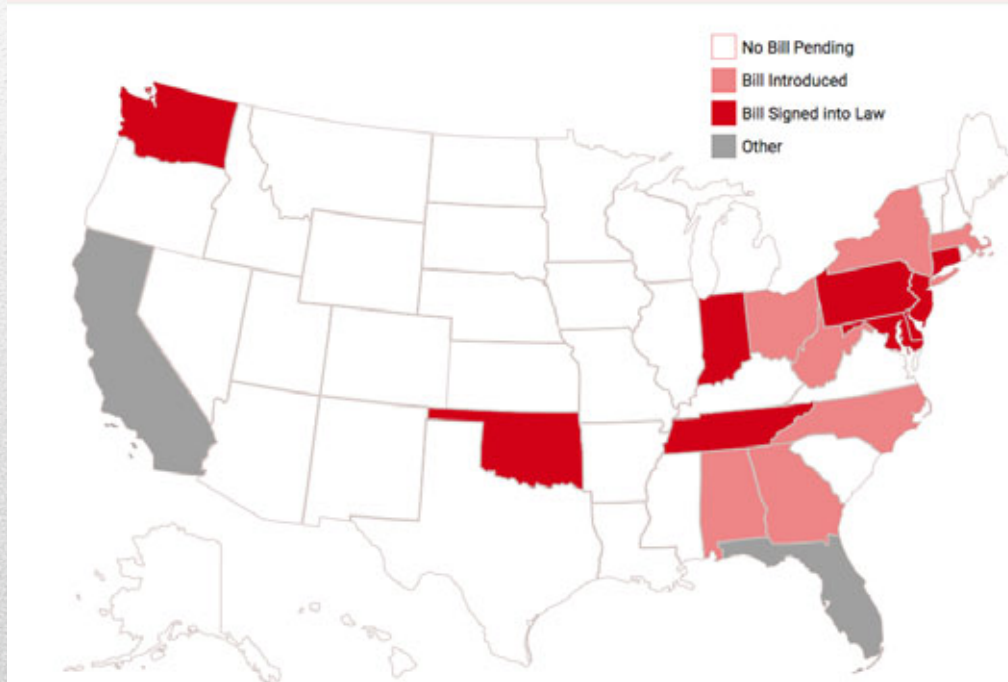 No Bill Pending
Bill Introduced
Bill Signed into Law
Other